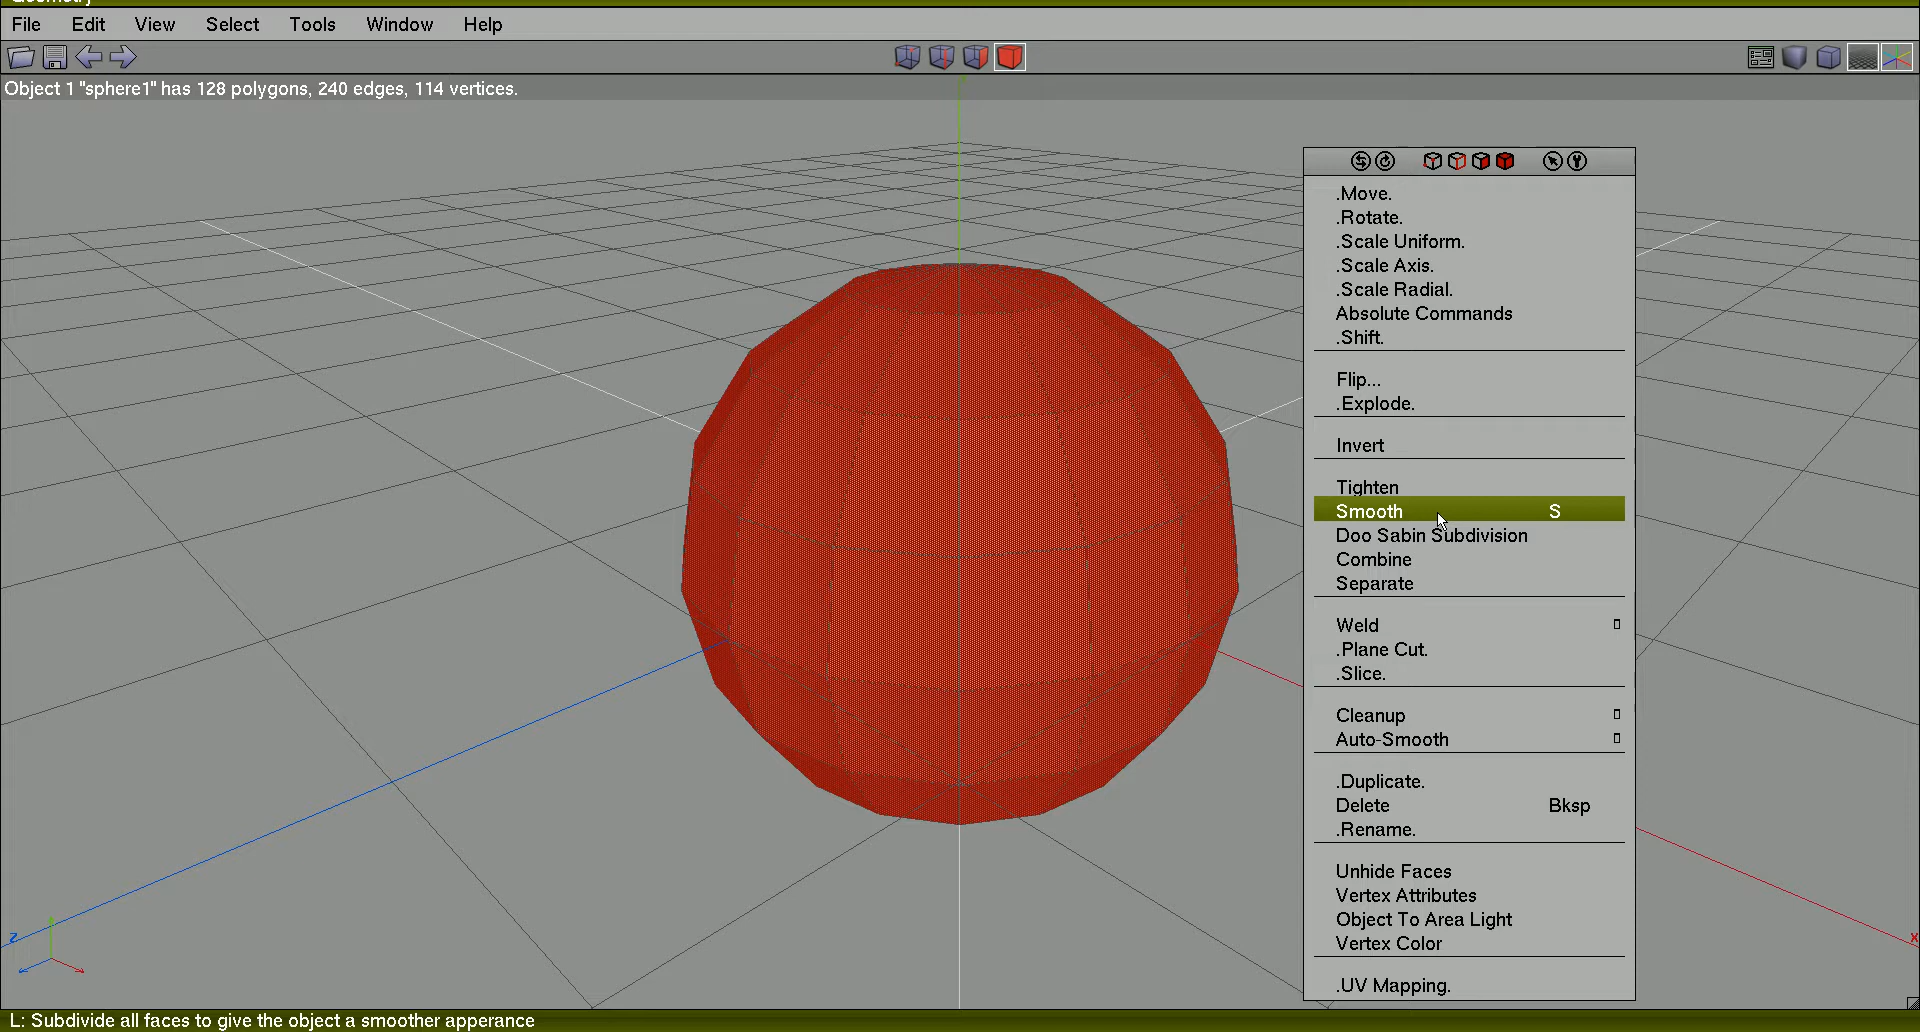 Geometry
File Edit View Select Tools Window Help
Object 1 "sphere1" has 128 polygons, 240 edges, 114 vertices.
.Move.
.Rotate.
.Scale Uniform.
.Scale Axis.
.Scale Radial.
Absolute Commands
.Shift.
Flip...
.Explode.
Invert
Tighten
Smooth S
Doo Sabin Subdivision
Combine
Separate
Weld
.Plane Cut.
.Slice.
Cleanup
Auto-Smooth
.Duplicate.
Delete Bksp
.Rename.
Unhide Faces
Vertex Attributes
Object To Area Light
Vertex Color
.UV Mapping.
Z
X
L: Subdivide all faces to give the object a smoother apperance